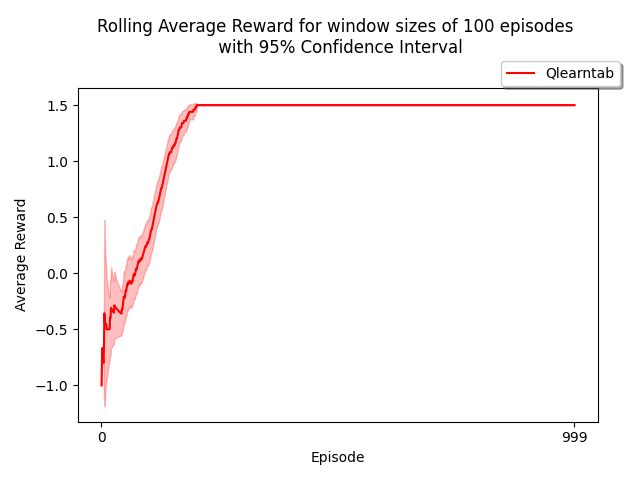 Rolling Average Reward for window sizes of 100 episodes
with 95% Confidence Interval
Qlearntab
1.5
1.0
0.5
0.0
−0.5
−1.0
Average Reward
0
999
Episode